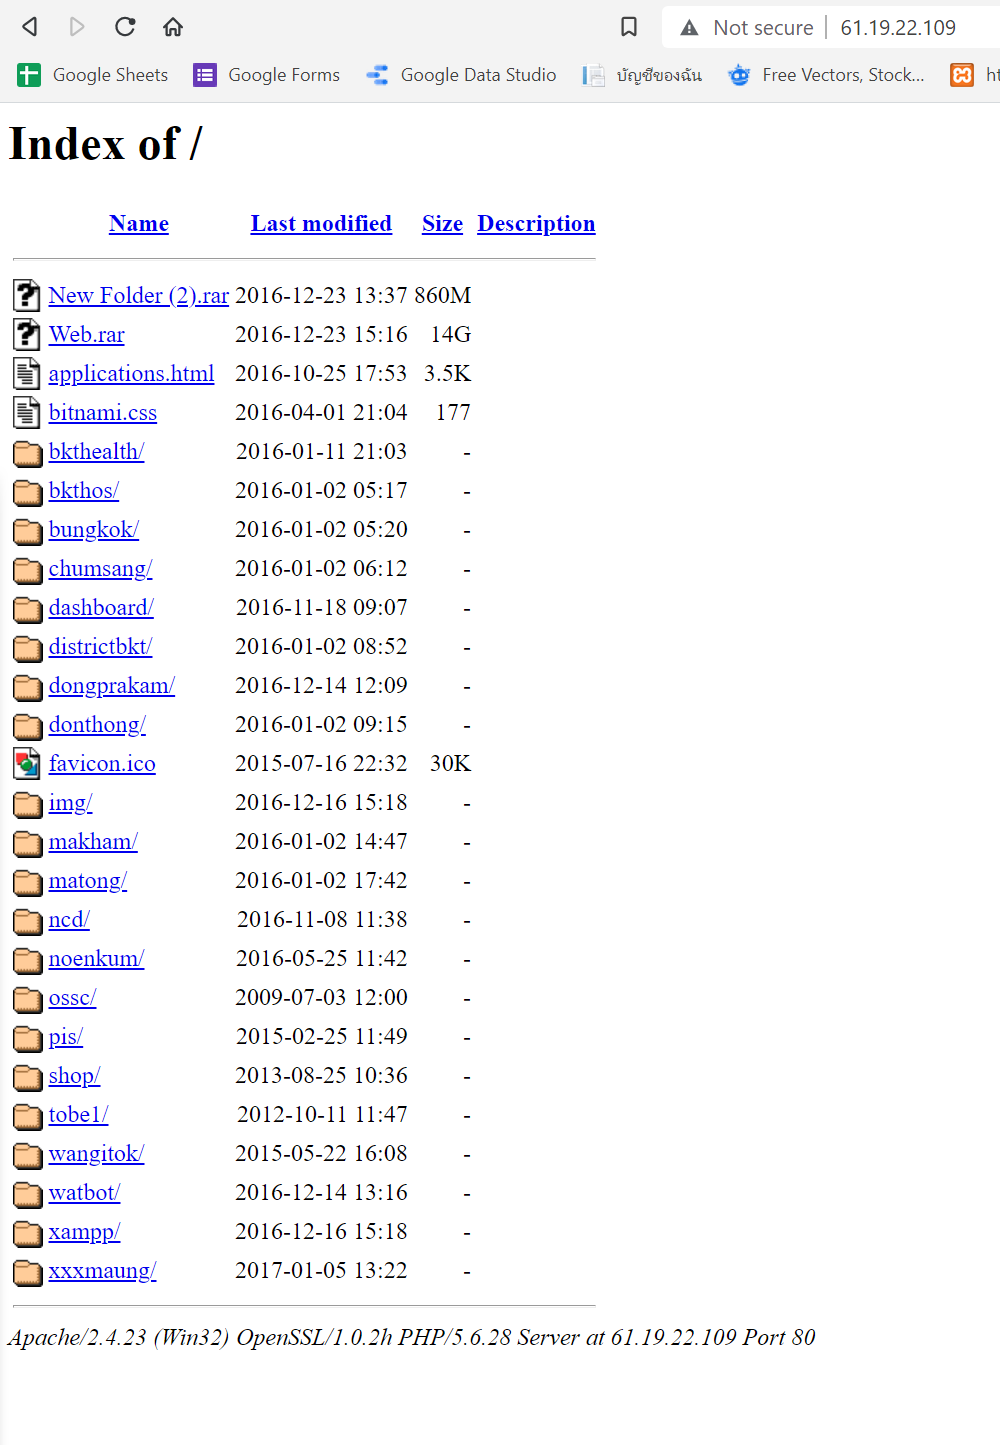 Not secure 61.19.22.109
Google Sheets Google Forms Google Data Studio บัญชีของฉัน Free Vectors, Stock... ht
Index of /
Name Last modified Size Description
New Folder (2).rar 2016-12-23 13:37 860M
Web.rar 2016-12-23 15:16 14G
applications.html 2016-10-25 17:53 3.5K
bitnami.css 2016-04-01 21:04 177
bkthealth/ 2016-01-11 21:03 -
bkthos/ 2016-01-02 05:17 -
bungkok/ 2016-01-02 05:20 -
chumsang/ 2016-01-02 06:12 -
dashboard/ 2016-11-18 09:07 -
districtbkt/ 2016-01-02 08:52 -
dongprakam/ 2016-12-14 12:09 -
donthong/ 2016-01-02 09:15 -
favicon.ico 2015-07-16 22:32 30K
img/ 2016-12-16 15:18 -
makham/ 2016-01-02 14:47 -
matong/ 2016-01-02 17:42 -
ncd/ 2016-11-08 11:38 -
noenkum/ 2016-05-25 11:42 -
ossc/ 2009-07-03 12:00 -
pis/ 2015-02-25 11:49 -
shop/ 2013-08-25 10:36 -
tobe1/ 2012-10-11 11:47 -
wangitok/ 2015-05-22 16:08 -
watbot/ 2016-12-14 13:16 -
xampp/ 2016-12-16 15:18 -
xxxmaung/ 2017-01-05 13:22 -
Apache/2.4.23 (Win32) OpenSSL/1.0.2h PHP/5.6.28 Server at 61.19.22.109 Port 80